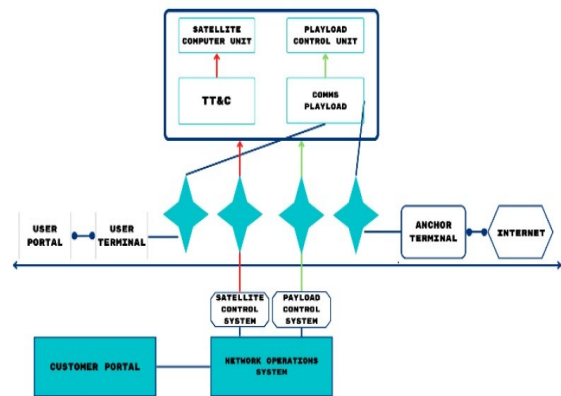 SATELLITE
COMPUTER UNIT
PAYLOAD
CONTROL UNIT
TT&C
COMMS
PLAYLOAD
USER
PORTAL
USER
TERMINAL
ANCHOR
TERMINAL
INTERNET
SATELLITE
CONTROL
SYSTEM
PAYLOAD
CONTROL
SYSTEM
CUSTOMER PORTAL
NETWORK OPERATIONS
SYSTEM